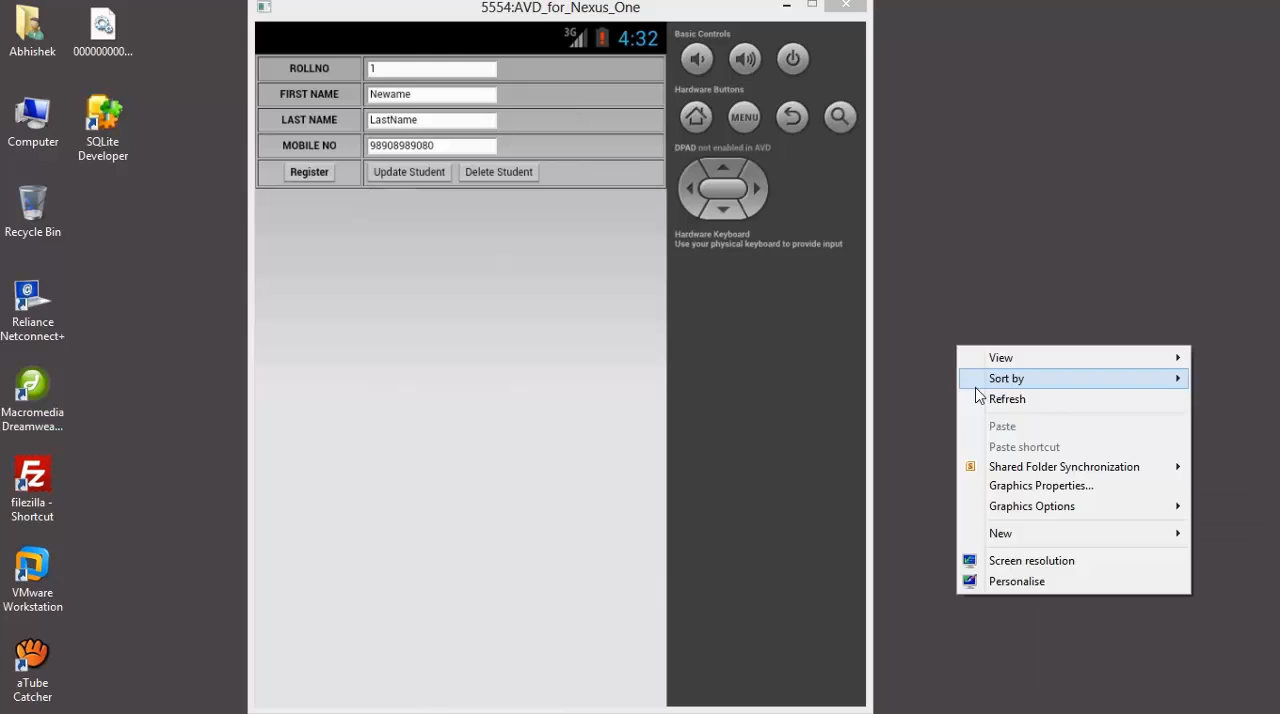 5554:AVD_for_Nexus_One
Abhishek
000000000...
Computer
SQLite
Developer
Recycle Bin
Reliance
Netconnect+
Macromedia
Dreamwea...
filezilla -
Shortcut
VMware
Workstation
aTube
Catcher
3G
4:32
ROLLNO
1
FIRST NAME
Newame
LAST NAME
LastName
MOBILE NO
98908989080
Register
Update Student
Delete Student
Basic Controls
Hardware Buttons
MENU
DPAD not enabled in AVD
Hardware Keyboard
Use your physical keyboard to provide input
View
Sort by
Refresh
Paste
Paste shortcut
Shared Folder Synchronization
Graphics Properties...
Graphics Options
New
Screen resolution
Personalise